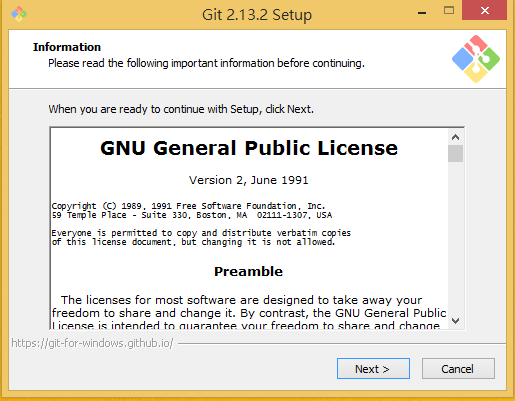 Git 2.13.2 Setup
Information
Please read the following important information before continuing.
When you are ready to continue with Setup, click Next.
GNU General Public License
Version 2, June 1991
Copyright (C) 1989, 1991 Free Software Foundation, Inc.
59 Temple Place - Suite 330, Boston, MA  02111-1307, USA
Everyone is permitted to copy and distribute verbatim copies
of this license document, but changing it is not allowed.
Preamble
The licenses for most software are designed to take away your
freedom to share and change it. By contrast, the GNU General Public
License is intended to guarantee your freedom to share and change
https://git-for-windows.github.io/
Next >
Cancel